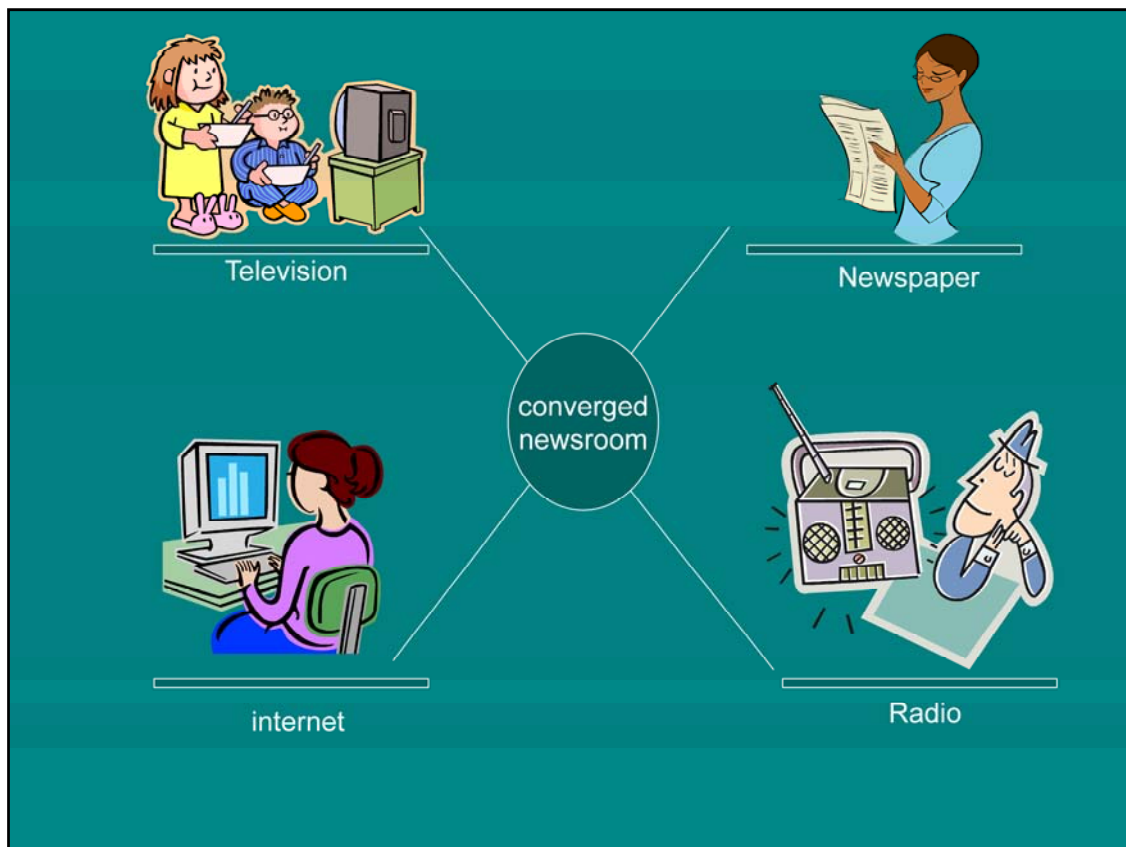 Television
Newspaper
converged
newsroom
internet
Radio